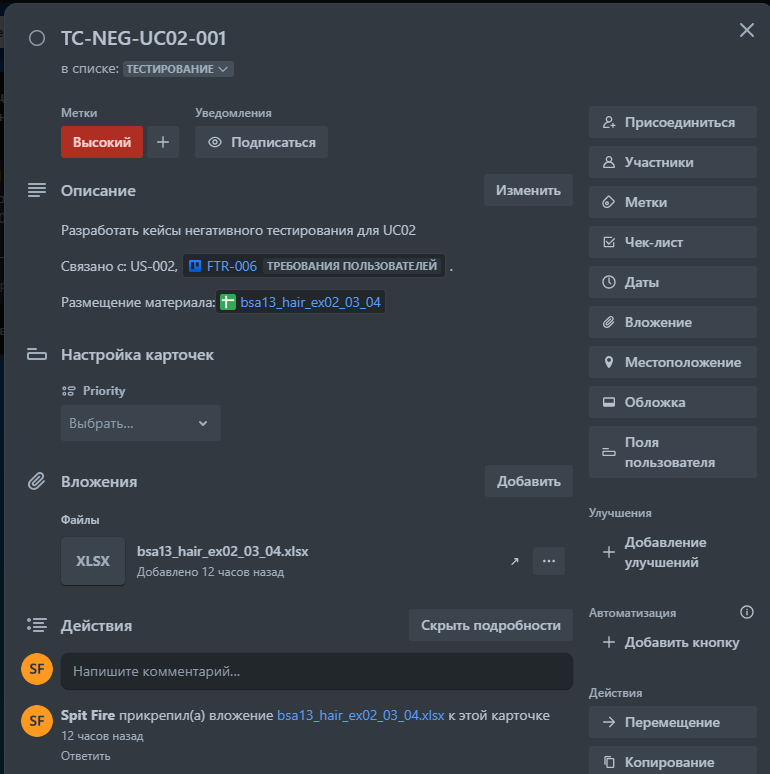 TC-NEG-UC02-001
в списке: ТЕСТИРОВАНИЕ
Метки
Уведомления
Высокий
Подписаться
Описание
Изменить
Разработать кейсы негативного тестирования для UC02
Связано с: US-002, FTR-006 ТРЕБОВАНИЯ ПОЛЬЗОВАТЕЛЕЙ .
Размещение материала: bsa13_hair_ex02_03_04
Настройка карточек
Priority
Выбрать...
Вложения
Добавить
Файлы
XLSX
bsa13_hair_ex02_03_04.xlsx
Добавлено 12 часов назад
Действия
Скрыть подробности
SF
Напишите комментарий...
SF
Spit Fire прикрепил(а) вложение bsa13_hair_ex02_03_04.xlsx к этой карточке
12 часов назад
Ответить
Присоединиться
Участники
Метки
Чек-лист
Даты
Вложение
Местоположение
Обложка
Поля
пользователя
Улучшения
Добавление
улучшений
Автоматизация
Добавить кнопку
Действия
Перемещение
Копирование